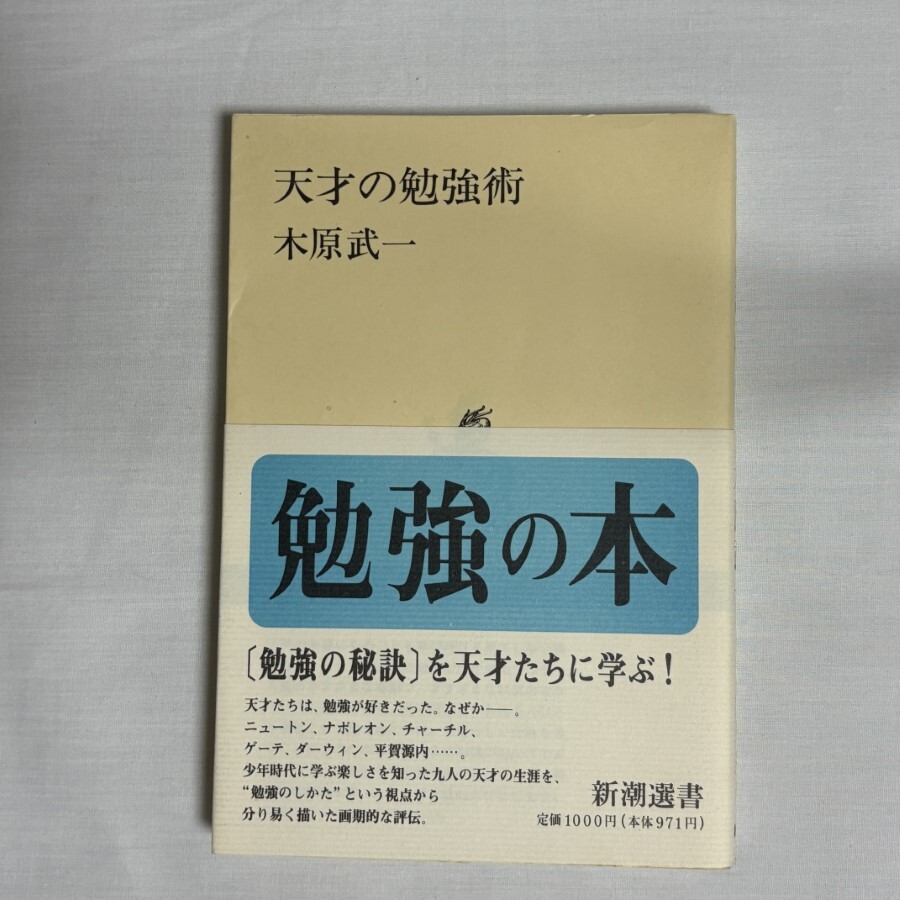 天才の勉強術
木原武一
勉強の本
〔勉強の秘訣〕を天才たちに学ぶ！
天才たちは、勉強が好きだった。なぜか――。
ニュートン、ナポレオン、チャーチル、
ゲーテ、ダーウィン、平賀源内……。
少年時代に学ぶ楽しさを知った九人の天才の生涯を、
“勉強のしかた”という視点から
分り易く描いた画期的な評伝。
新潮選書
定価1000円(本体971円)